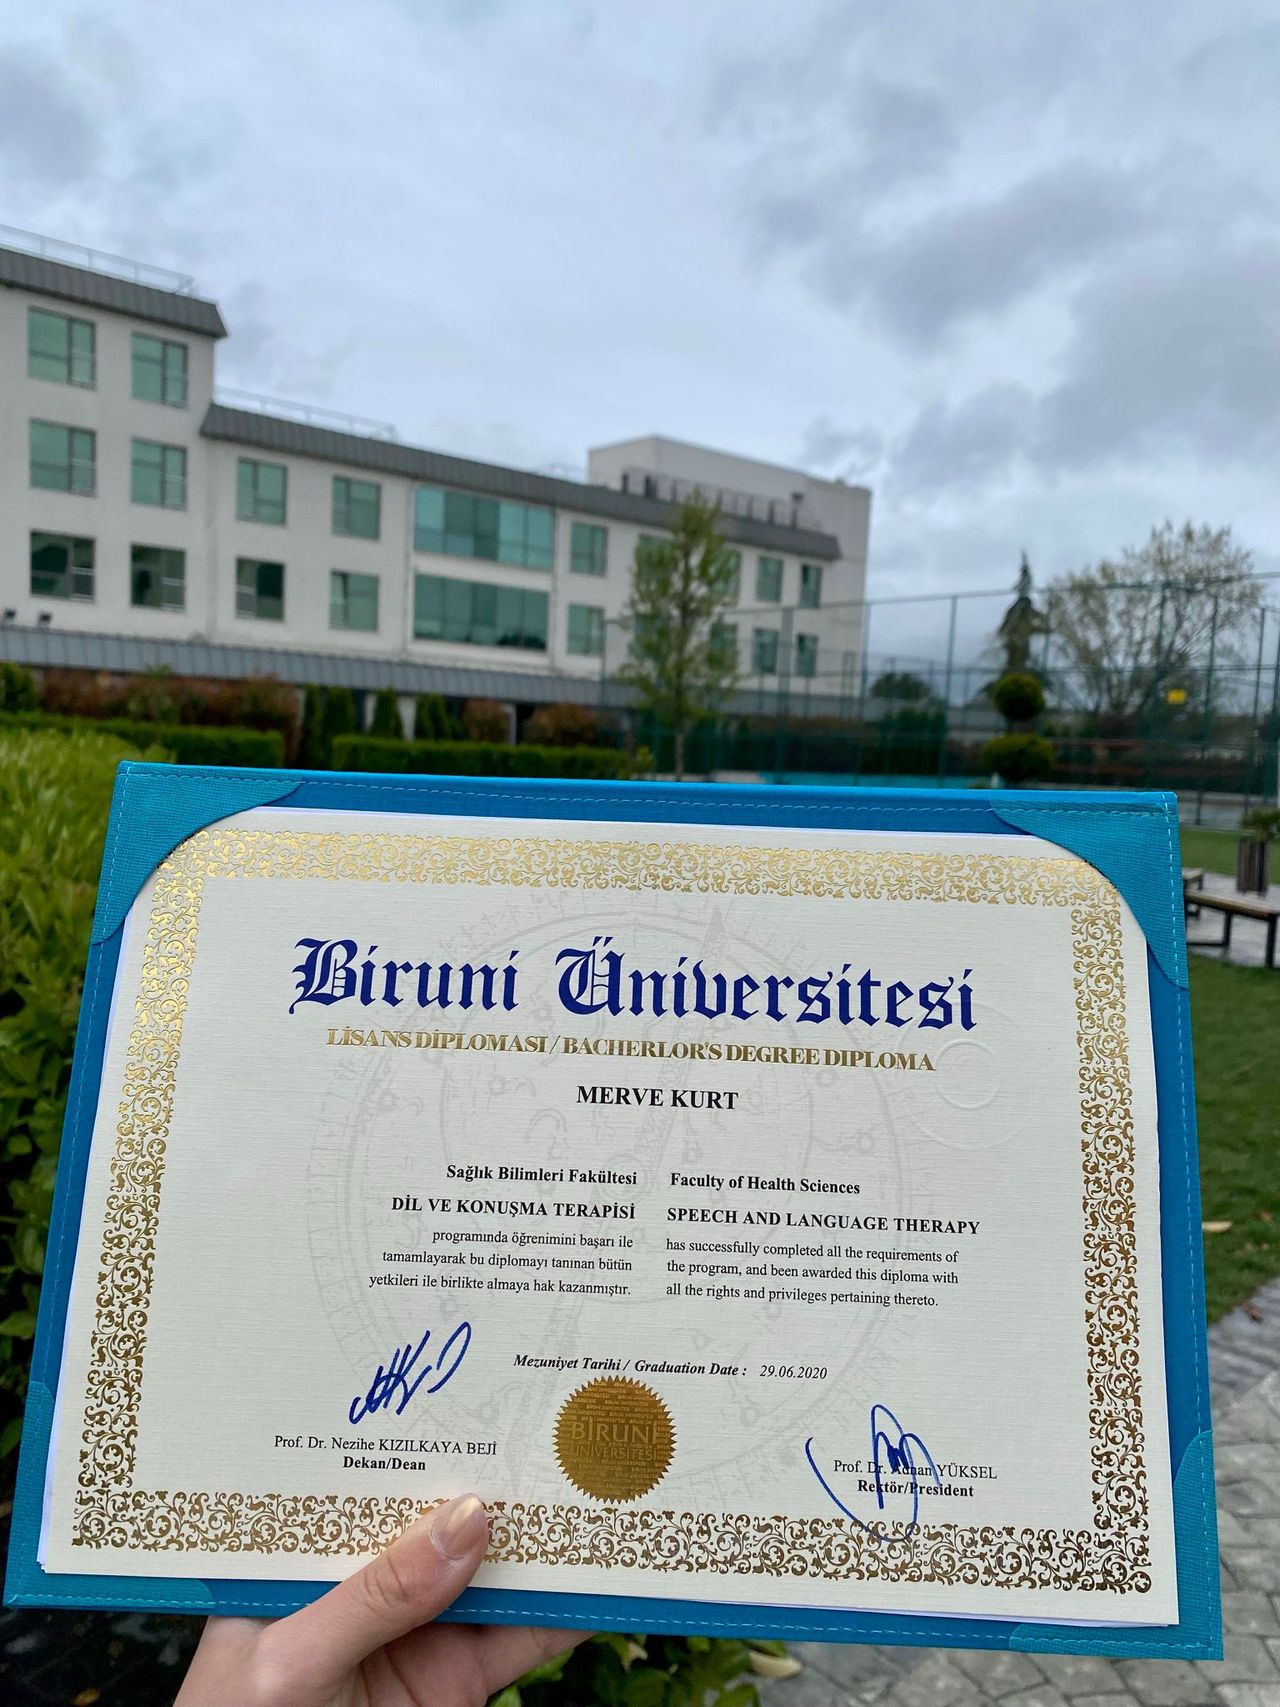 Biruni Üniversitesi
LİSANS DİPLOMASI / BACHERLOR'S DEGREE DIPLOMA
MERVE KURT
Sağlık Bilimleri Fakültesi
DİL VE KONUŞMA TERAPİSİ
programında öğrenimini başarı ile
tamamlayarak bu diplomayı tanınan bütün
yetkileri ile birlikte almaya hak kazanmıştır.
Faculty of Health Sciences
SPEECH AND LANGUAGE THERAPY
has successfully completed all the requirements of
the program, and been awarded this diploma with
all the rights and privileges pertaining thereto.
Mezuniyet Tarihi / Graduation Date : 29.06.2020
BİRUNİ
ÜNİVERSİTESİ
Prof. Dr. Nezihe KIZILKAYA BEJİ
Dekan/Dean
Prof. Dr. Adnan YÜKSEL
Rektör/President